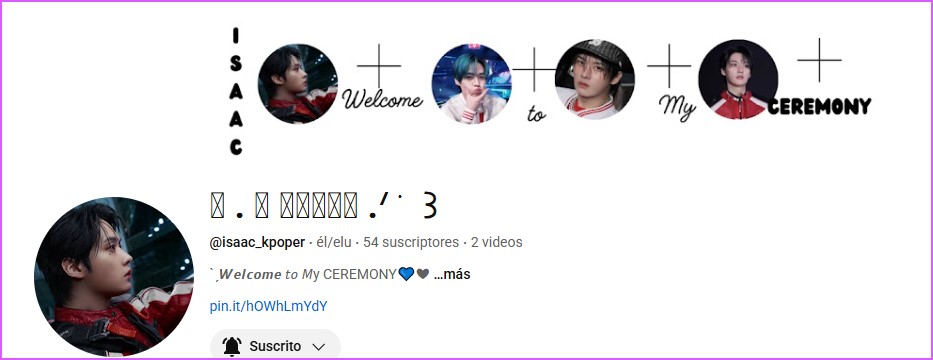 ISAAC
Welcome
to
My
CEREMONY
@isaac_kpoper · él/elu · 54 suscriptores · 2 videos
Welcome to My CEREMONY💙🖤 ...más
pin.it/hOWhLmYdY
Suscrito